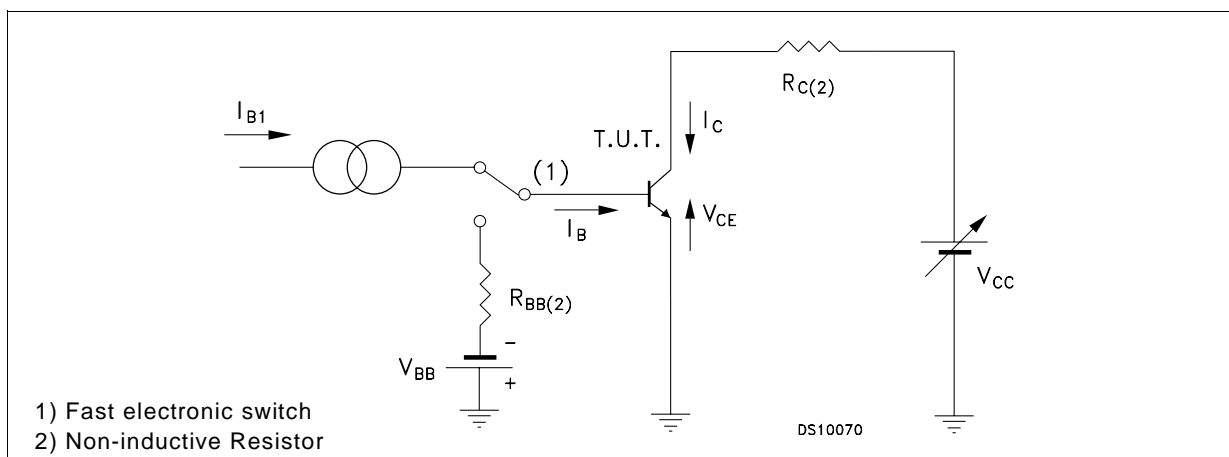 I_B1
(1)
I_B
R_BB(2)
V_BB
-
+
T.U.T.
I_C
V_CE
R_C(2)
V_CC
1) Fast electronic switch
2) Non-inductive Resistor
DS10070